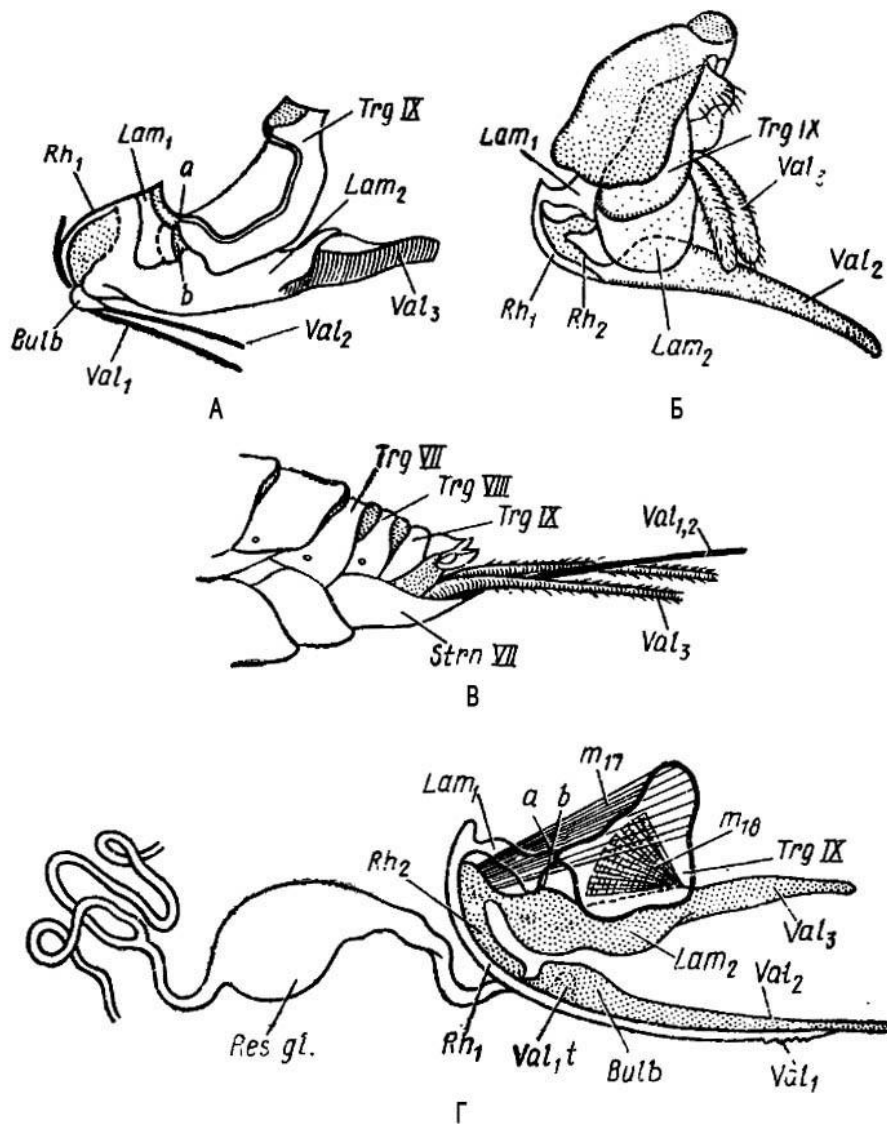 Trg IX
Lam₁
a
Rh₁
Lam₂
b
Bulb
Val₃
Val₂
Val₁
А
Lam₁
Trg IX
Val₃
Val₂
Rh₁
Rh₂
Lam₂
Б
Trg VII
Trg VIII
Trg IX
Val₁,₂
Val₃
Strn VII
В
m₁₇
Lam₁
a
b
m₁₈
Trg IX
Rh₂
Val₃
Lam₂
Val₂
Res gl.
Rh₁
Val₁t
Bulb
Val₁
Г